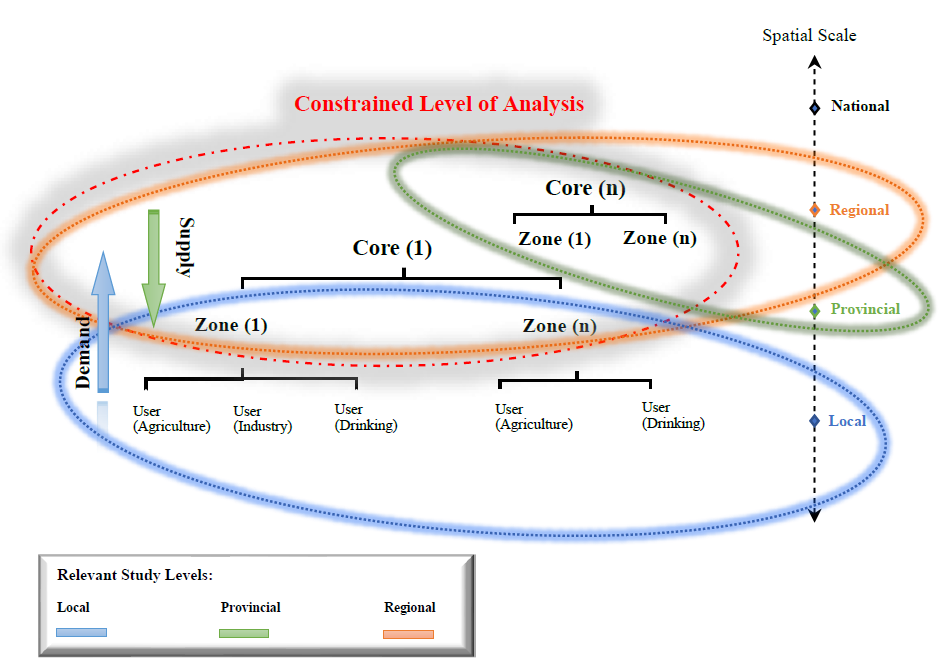 Spatial Scale
Constrained Level of Analysis
National
Core (n)
Regional
Supply
Zone (1) Zone (n)
Core (1)
Provincial
Demand
Zone (1) Zone (n)
User
(Agriculture)
User
(Industry)
User
(Drinking)
User
(Agriculture)
User
(Drinking)
Local
Relevant Study Levels:
Local Provincial Regional